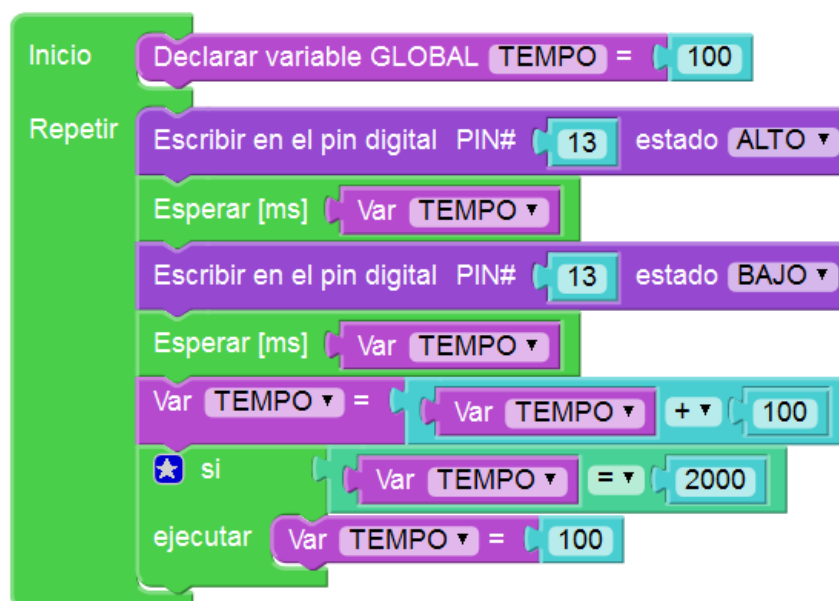 Inicio Declarar variable GLOBAL TEMPO = 100
Repetir Escribir en el pin digital PIN# 13 estado ALTO
Esperar [ms] Var TEMPO
Escribir en el pin digital PIN# 13 estado BAJO
Esperar [ms] Var TEMPO
Var TEMPO = Var TEMPO + 100
si Var TEMPO = 2000
ejecutar Var TEMPO = 100